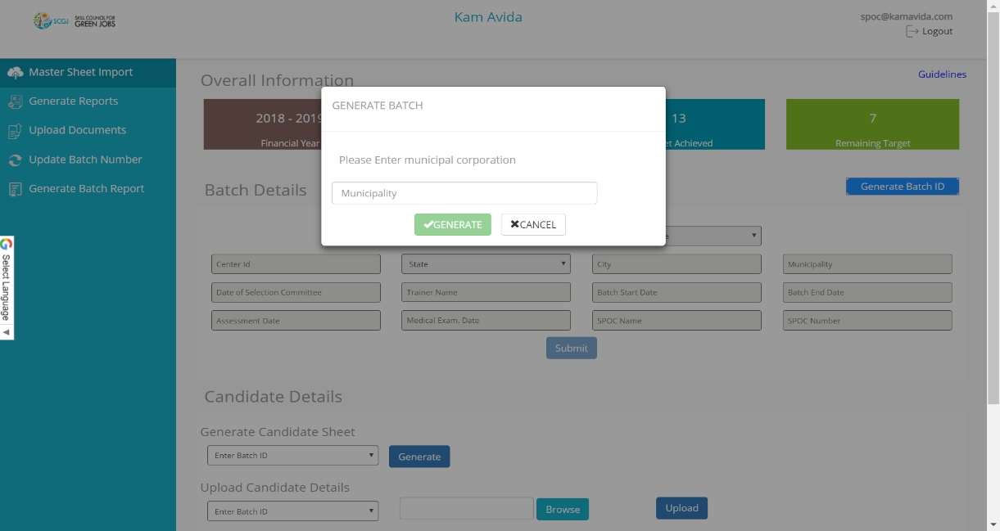 SCGJ SKILL COUNCIL FOR
GREEN JOBS
Kam Avida
spoc@kamavida.com
Logout
Master Sheet Import
Generate Reports
Upload Documents
Update Batch Number
Generate Batch Report
Select Language
Overall Information
Guidelines
2018 - 2019
Financial Year
13
Achieved
7
Remaining Target
GENERATE BATCH
Please Enter municipal corporation
Municipality
GENERATE
CANCEL
Batch Details
Generate Batch ID
Center Id
State
City
Municipality
Date of Selection Committee
Trainer Name
Batch Start Date
Batch End Date
Assessment Date
Medical Exam. Date
SPOC Name
SPOC Number
Submit
Candidate Details
Generate Candidate Sheet
Enter Batch ID
Generate
Upload Candidate Details
Enter Batch ID
Browse
Upload